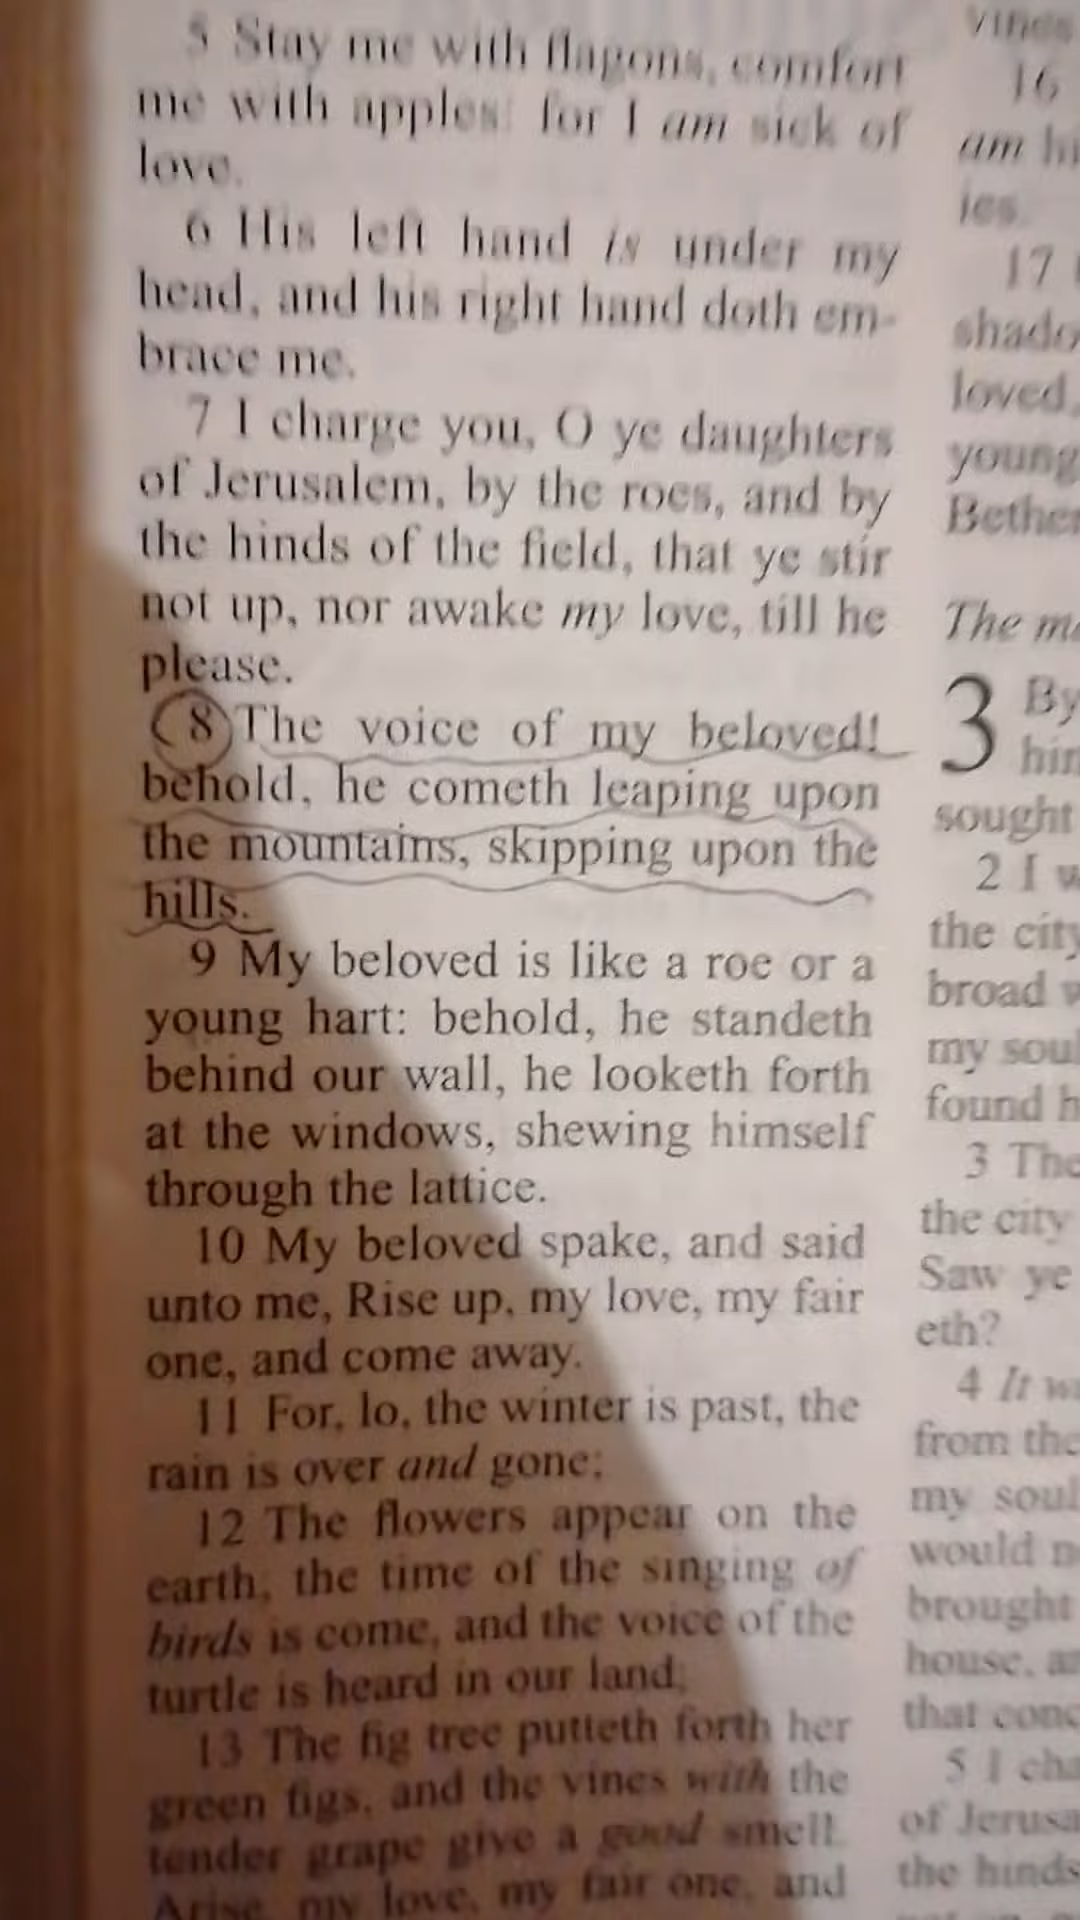 5 Stay me with flagons, comfort
me with apples: for I am sick of
love.
6 His left hand is under my
head, and his right hand doth em-
brace me.
7 I charge you, O ye daughters
of Jerusalem, by the roes, and by
the hinds of the field, that ye stir
not up, nor awake my love, till he
please.
8 The voice of my beloved!
behold, he cometh leaping upon
the mountains, skipping upon the
hills.
9 My beloved is like a roe or a
young hart: behold, he standeth
behind our wall, he looketh forth
at the windows, shewing himself
through the lattice.
10 My beloved spake, and said
unto me, Rise up, my love, my fair
one, and come away.
11 For, lo, the winter is past, the
rain is over and gone;
12 The flowers appear on the
earth; the time of the singing of
birds is come, and the voice of the
turtle is heard in our land;
13 The fig tree putteth forth her
green figs, and the vines with the
tender grape give a good smell.
Arise, my love, my fair one, and
vines
16
am
ies.
17
loved,
young
The
3 By
sought
2 I
the city
broad
my soul
found
3 The
the city
Saw ye
eth?
4 It
from the
my soul
would
brought
house,
that
5 I
of
the hinds